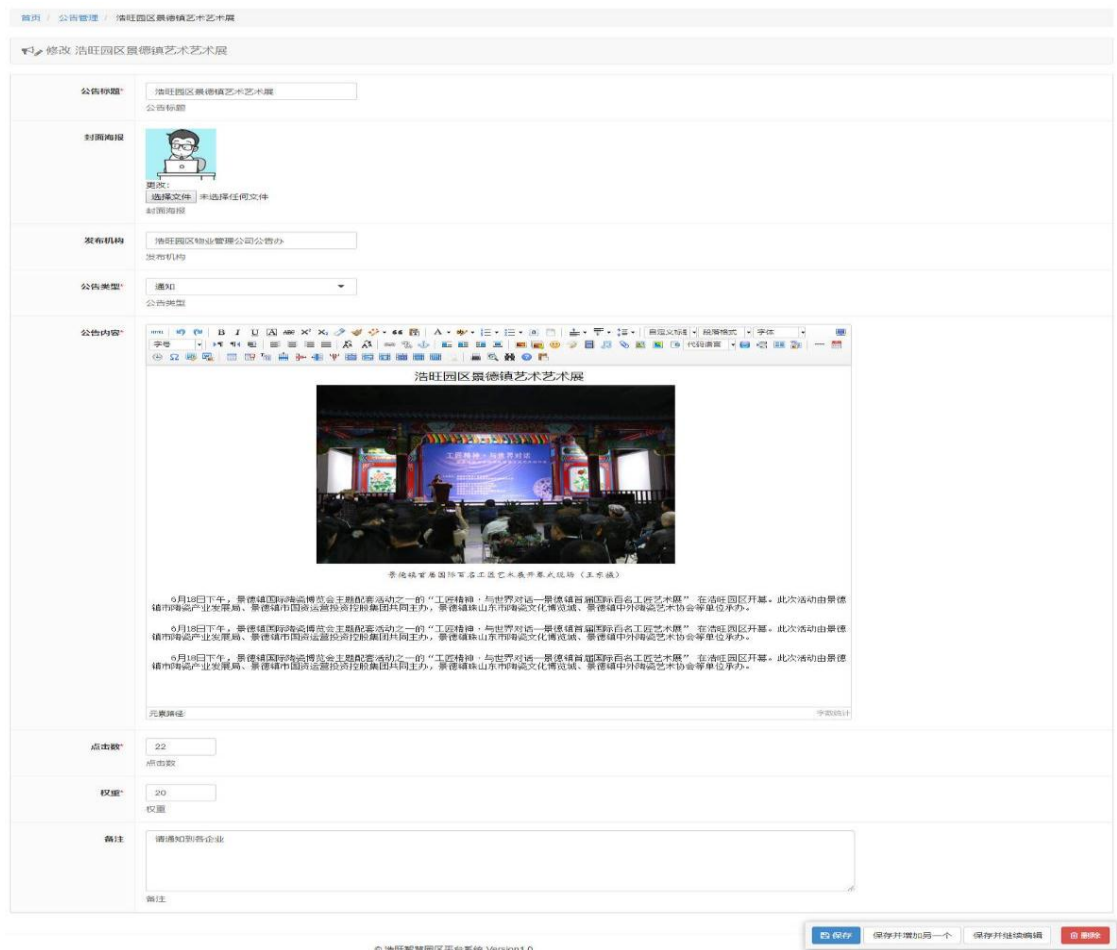 首页 / 公告管理 / 浩旺园区景德镇艺术艺术展
修改 浩旺园区景德镇艺术艺术展
公告标题*
浩旺园区景德镇艺术艺术展
公告标题
封面海报
更改:
选择文件 未选择任何文件
封面海报
发布机构
浩旺园区物业管理公司公告办
发布机构
公告类型*
通知
公告类型
公告内容*
自定义标题 段落格式 字体
字号 代码语言
浩旺园区景德镇艺术艺术展
工匠精神·与世界对话
景德镇首届国际百名工匠艺术展开幕式现场
6月18日下午，景德镇国际陶瓷博览会主题配套活动之一的“工匠精神·与世界对话—景德镇首届国际百名工匠艺术展”在浩旺园区开幕。此次活动由景德
镇市陶瓷产业发展局、景德镇市国资运营投资控股集团共同主办，景德镇珠山东市陶瓷文化博览城、景德镇中外陶瓷艺术协会等单位承办。
6月18日下午，景德镇国际陶瓷博览会主题配套活动之一的“工匠精神·与世界对话—景德镇首届国际百名工匠艺术展”在浩旺园区开幕。此次活动由景德
镇市陶瓷产业发展局、景德镇市国资运营投资控股集团共同主办，景德镇珠山东市陶瓷文化博览城、景德镇中外陶瓷艺术协会等单位承办。
6月18日下午，景德镇国际陶瓷博览会主题配套活动之一的“工匠精神·与世界对话—景德镇首届国际百名工匠艺术展”在浩旺园区开幕。此次活动由景德
镇市陶瓷产业发展局、景德镇市国资运营投资控股集团共同主办，景德镇珠山东市陶瓷文化博览城、景德镇中外陶瓷艺术协会等单位承办。
元素路径:
字数统计
点击数*
22
点击数
权重*
20
权重
备注
请通知到各企业
备注
保存 保存并增加另一个 保存并继续编辑 删除
© 浩旺智慧园区平台系统 Version1.0